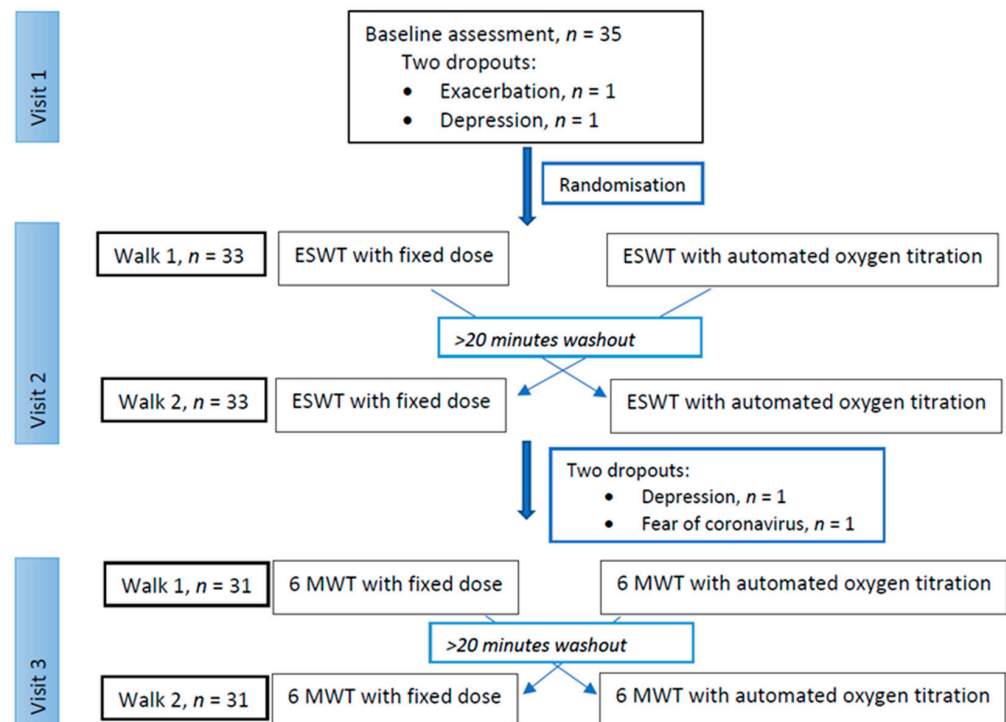 Visit 1
Baseline assessment, n = 35
Two dropouts:
• Exacerbation, n = 1
• Depression, n = 1
Randomisation
Visit 2
Walk 1, n = 33
ESWT with fixed dose
ESWT with automated oxygen titration
>20 minutes washout
Walk 2, n = 33
ESWT with fixed dose
ESWT with automated oxygen titration
Two dropouts:
• Depression, n = 1
• Fear of coronavirus, n = 1
Visit 3
Walk 1, n = 31
6 MWT with fixed dose
6 MWT with automated oxygen titration
>20 minutes washout
Walk 2, n = 31
6 MWT with fixed dose
6 MWT with automated oxygen titration